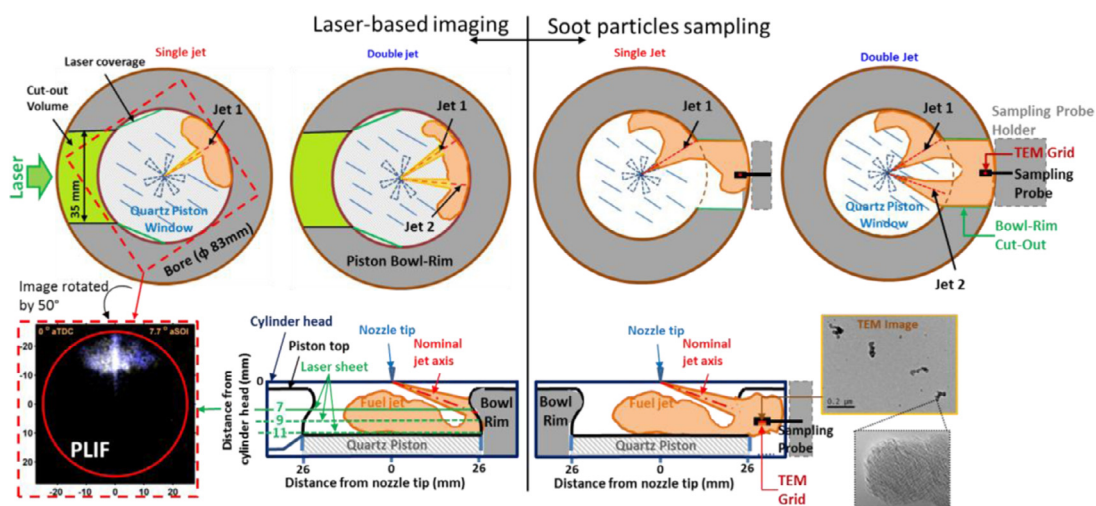 Laser-based imaging
Soot particles sampling
Single jet
Laser coverage
Cut-out
Volume
Jet 1
Laser
35 mm
Quartz Piston
Window
Bore (ϕ 83mm)
Double jet
Jet 1
Jet 2
Piston Bowl-Rim
Single Jet
Jet 1
Double Jet
Jet 1
Quartz Piston
Window
Jet 2
Sampling Probe
Holder
TEM Grid
Sampling
Probe
Bowl-Rim
Cut-Out
Image rotated
by 50°
0 ° aTDC
7.7 ° aSOI
-20
-10
0
10
20
PLIF
-20 -10 0 10 20
Cylinder head
Piston top
Laser sheet
Nozzle tip
Nominal
jet axis
Distance from
cylinder head (mm)
0
7
9
11
Fuel jet
Bowl
Rim
Quartz Piston
26 0 26
Distance from nozzle tip (mm)
Nozzle tip
Nominal
jet axis
Bowl
Rim
Fuel jet
Sampling
Probe
Quartz Piston
26 0 26
Distance from nozzle tip (mm)
TEM
Grid
TEM Image
0.2 μm